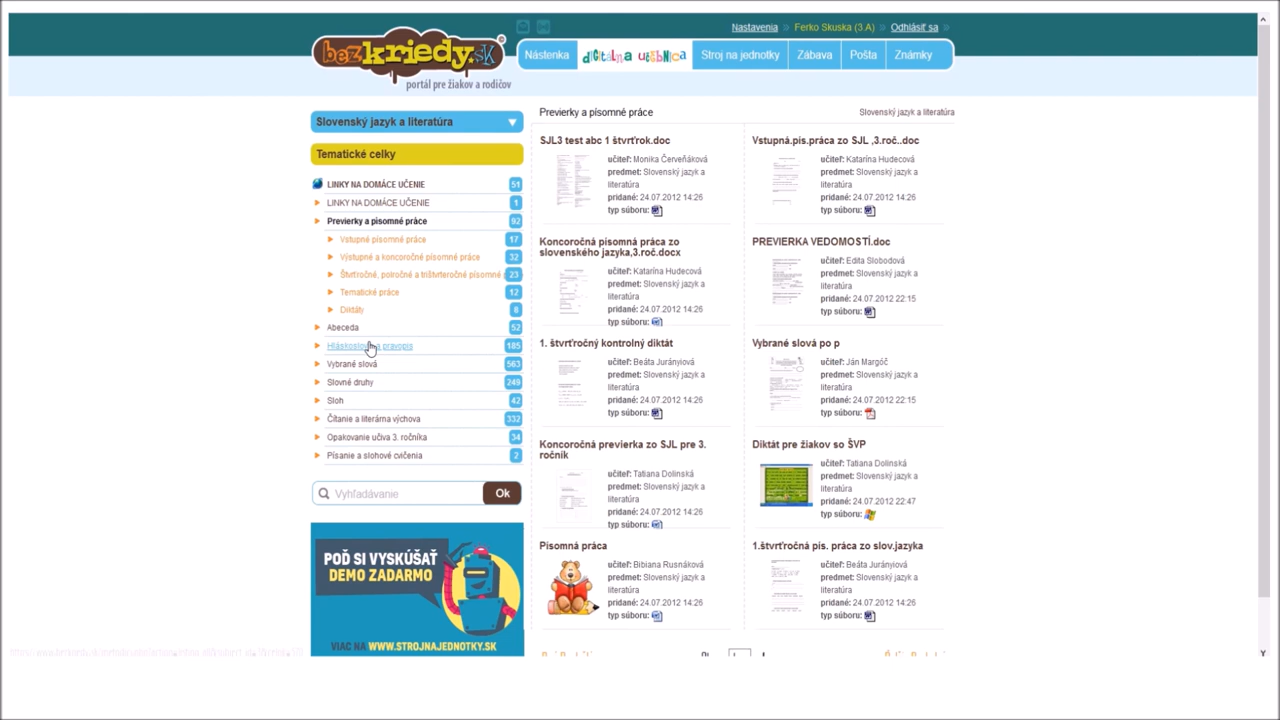 Nastavenia
Ferko Skuska (3.A)
Odhlásiť sa
bezkriedy.sk
portál pre žiakov a rodičov
Nástenka
digitálna učebnica
Stroj na jednotky
Zábava
Pošta
Známky
Slovenský jazyk a literatúra
Tematické celky
LINKY NA DOMÁCE UČENIE 51
LINKY NA DOMÁCE UČENIE 1
Previerky a písomné práce 92
Vstupné písomné práce 17
Výstupné a koncoročné písomné práce 32
Štvrťročné, polročné a trištvrteročné písomné 23
Tematické práce 12
Diktáty 8
Abeceda 52
Hláskoslovie a pravopis 185
Vybrané slová 563
Slovné druhy 249
Sloh 42
Čítanie a literárna výchova 332
Opakovanie učiva 3. ročníka 34
Písanie a slohové cvičenia 2
Vyhľadávanie
Ok
POĎ SI VYSKÚŠAŤ
DEMO ZADARMO
VIAC NA WWW.STROJNAJEDNOTKY.SK
Previerky a písomné práce
Slovenský jazyk a literatúra
SJL3 test abc 1 štvrťrok.doc
učiteľ: Monika Červeňáková
predmet: Slovenský jazyk a
literatúra
pridané: 24.07.2012 14:26
typ súboru:
Vstupná.pis.práca zo SJL ,3.roč..doc
učiteľ: Katarína Hudecová
predmet: Slovenský jazyk a
literatúra
pridané: 24.07.2012 14:26
typ súboru:
Koncoročná písomná práca zo
slovenského jazyka,3.roč.docx
učiteľ: Katarína Hudecová
predmet: Slovenský jazyk a
literatúra
pridané: 24.07.2012 14:26
typ súboru:
PREVIERKA VEDOMOSTÍ.doc
učiteľ: Edita Slobodová
predmet: Slovenský jazyk a
literatúra
pridané: 24.07.2012 22:15
typ súboru:
1. štvrťročný kontrolný diktát
učiteľ: Beáta Jurányiová
predmet: Slovenský jazyk a
literatúra
pridané: 24.07.2012 14:26
typ súboru:
Vybrané slová po p
učiteľ: Ján Margóč
predmet: Slovenský jazyk a
literatúra
pridané: 24.07.2012 22:15
typ súboru:
Koncoročná previerka zo SJL pre 3.
ročník
učiteľ: Tatiana Dolinská
predmet: Slovenský jazyk a
literatúra
pridané: 24.07.2012 14:26
typ súboru:
Diktát pre žiakov so ŠVP
učiteľ: Tatiana Dolinská
predmet: Slovenský jazyk a
literatúra
pridané: 24.07.2012 22:47
typ súboru:
Písomná práca
učiteľ: Bibiana Rusnáková
predmet: Slovenský jazyk a
literatúra
pridané: 24.07.2012 14:26
typ súboru:
1.štvrťročná pís. práca zo slov.jazyka
učiteľ: Beáta Jurányiová
predmet: Slovenský jazyk a
literatúra
pridané: 24.07.2012 14:26
typ súboru: